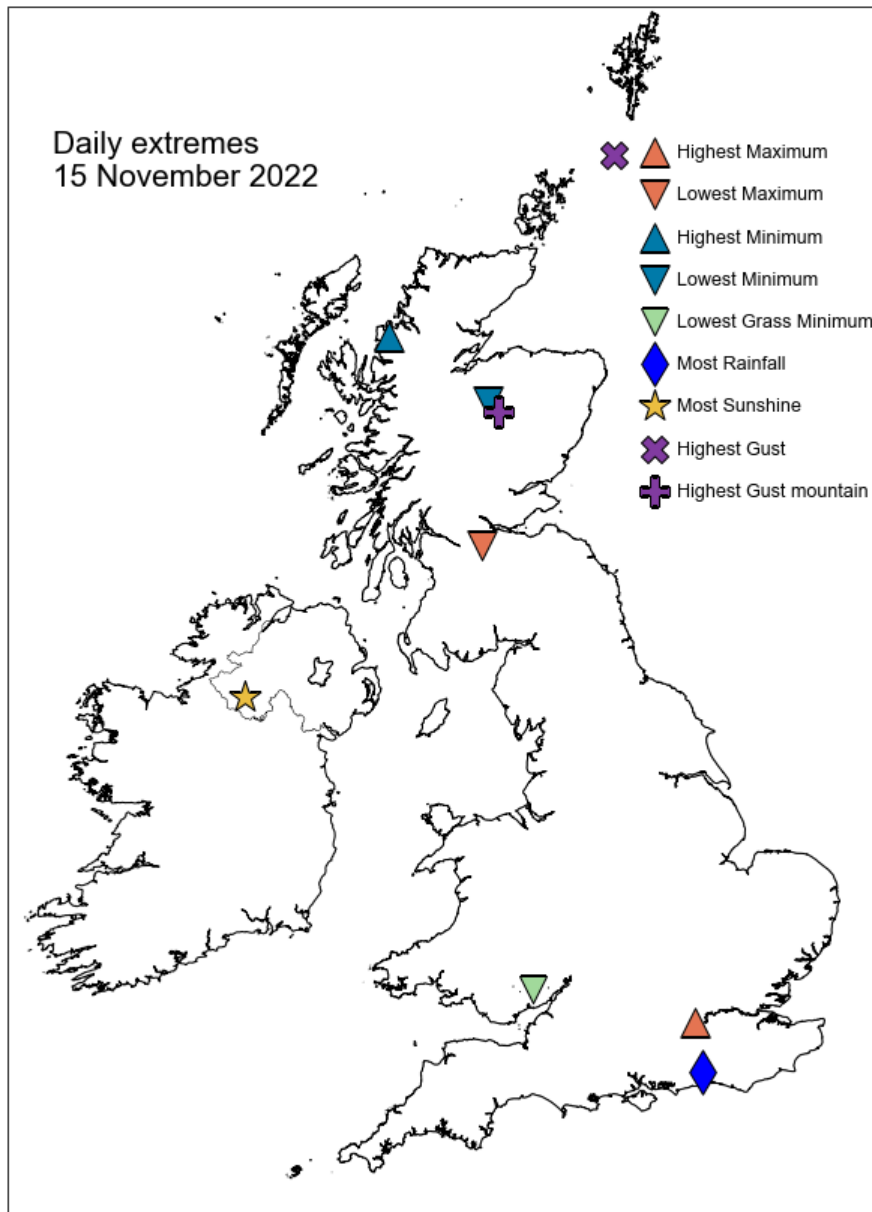 Daily extremes
15 November 2022
Highest Maximum
Lowest Maximum
Highest Minimum
Lowest Minimum
Lowest Grass Minimum
Most Rainfall
Most Sunshine
Highest Gust
Highest Gust mountain